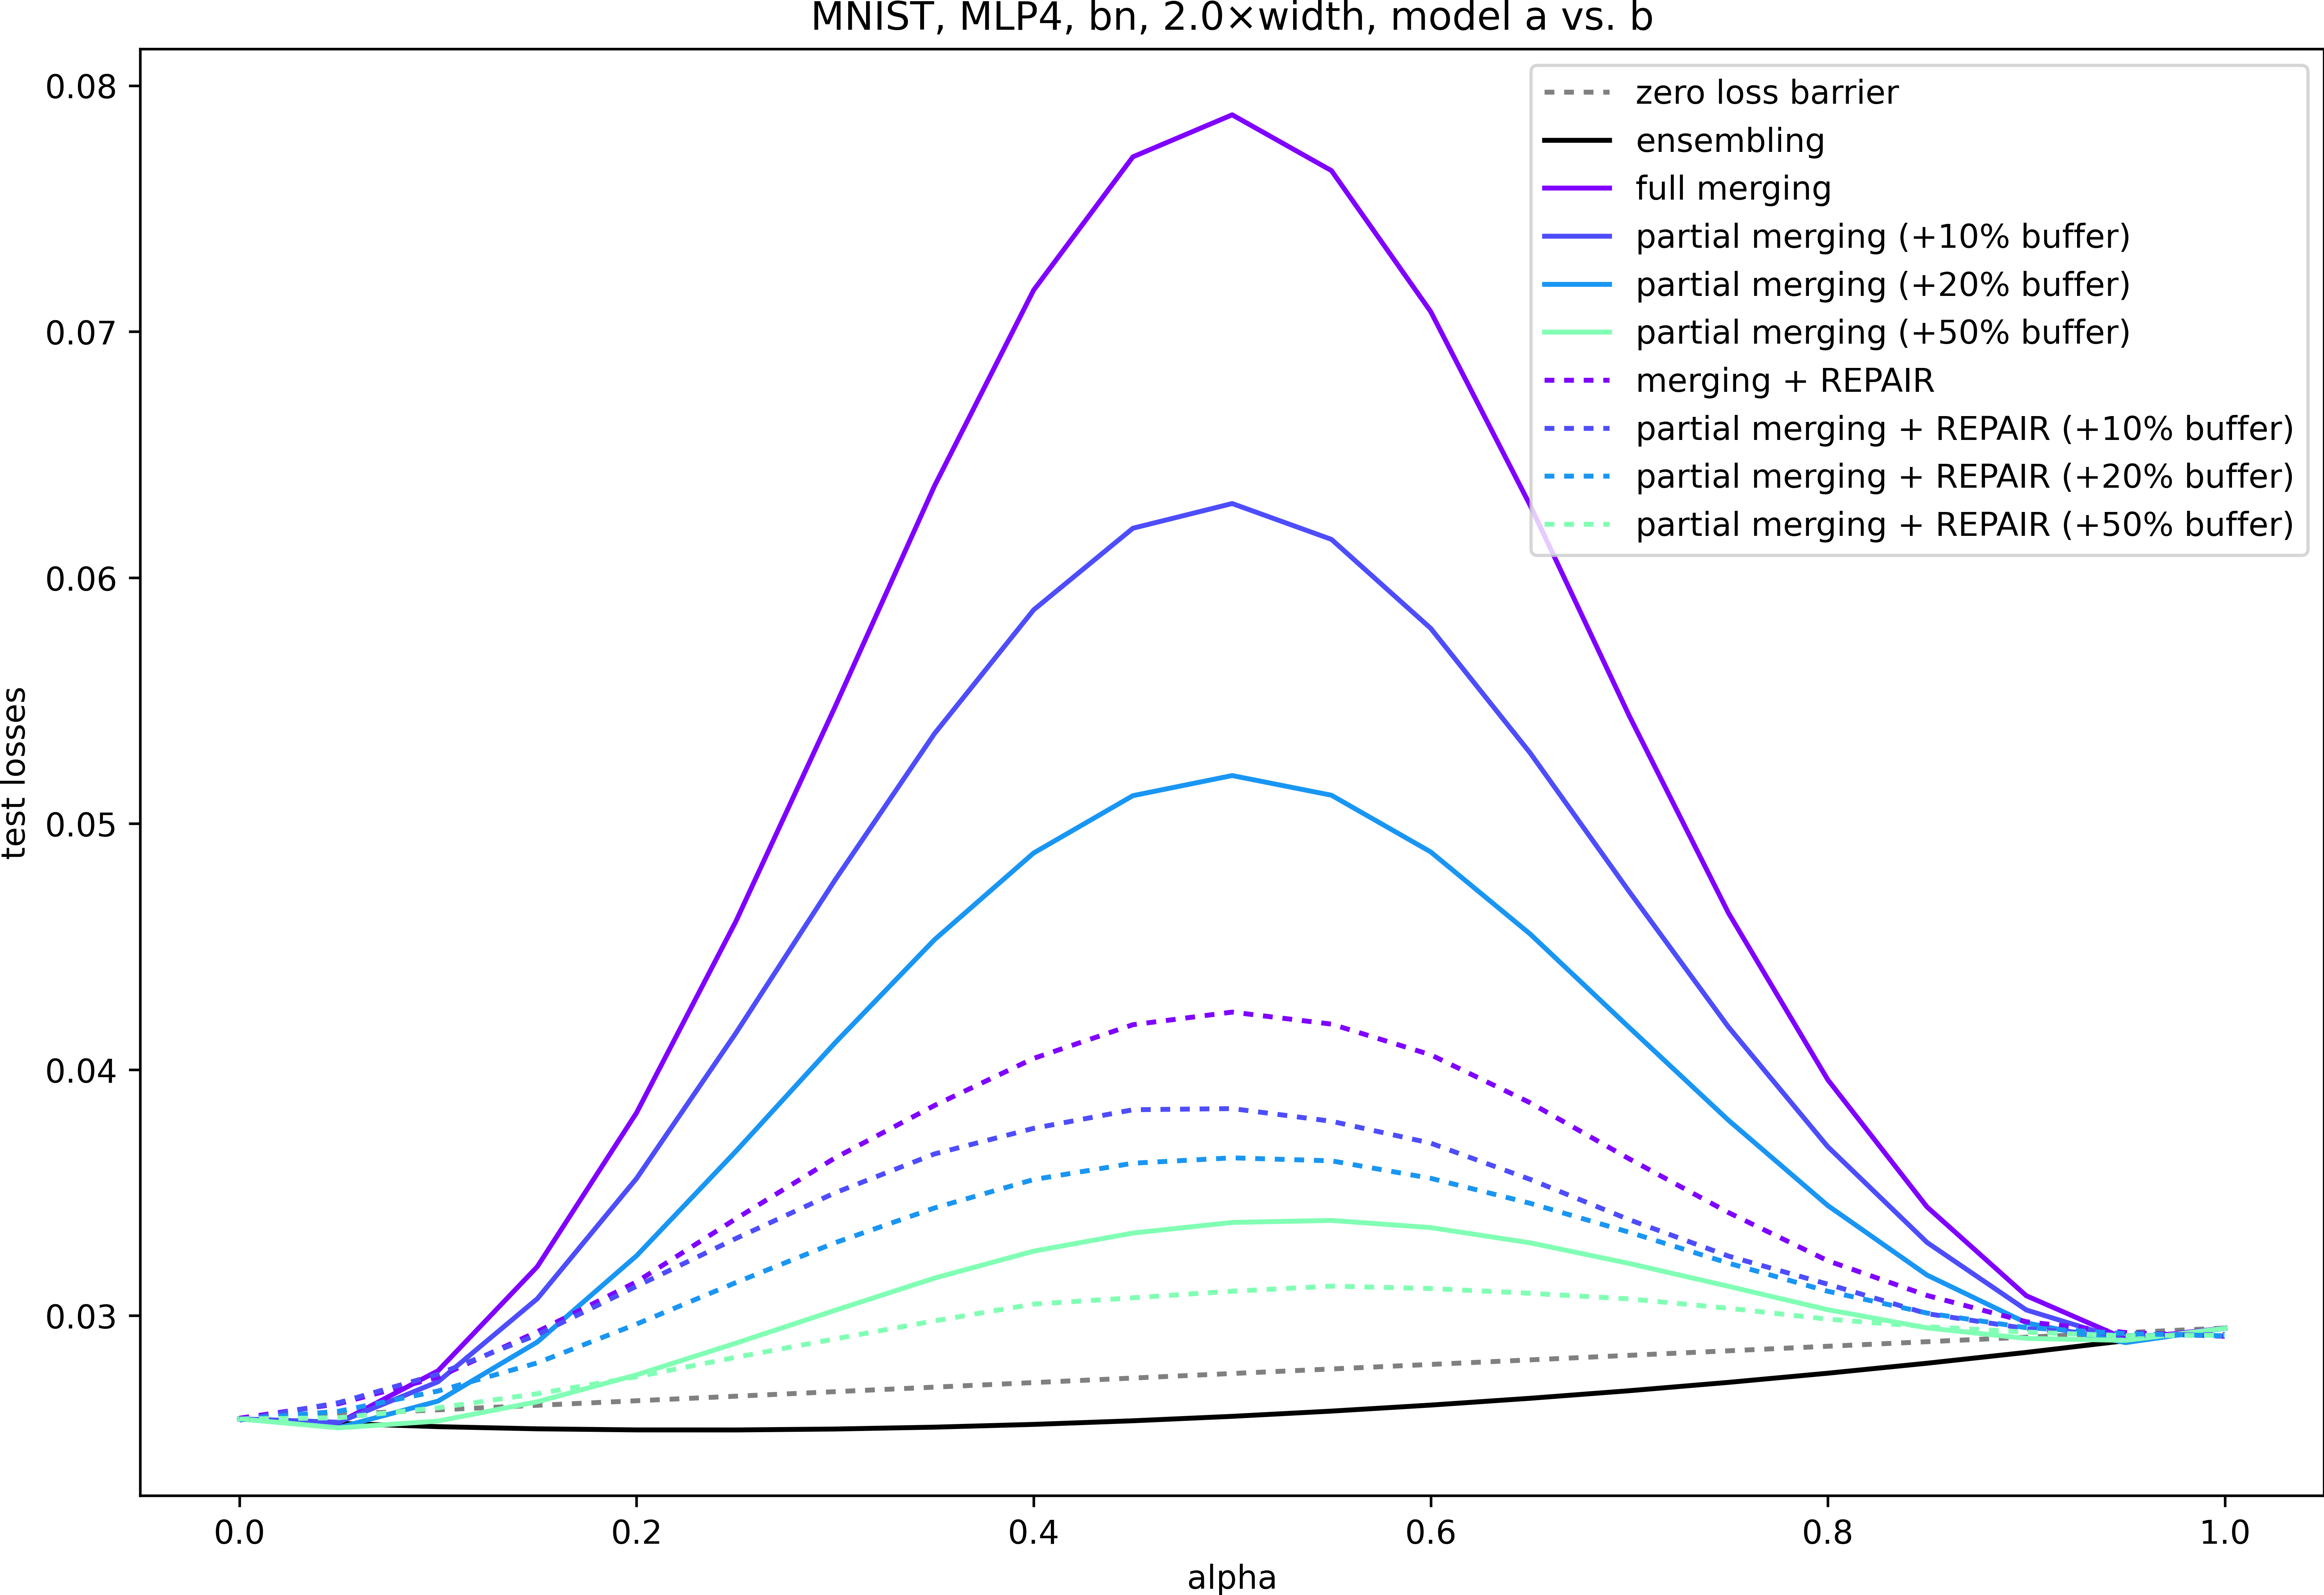 MNIST, MLP4, bn, 2.0×width, model a vs. b
zero loss barrier
ensembling
full merging
partial merging (+10% buffer)
partial merging (+20% buffer)
partial merging (+50% buffer)
merging + REPAIR
partial merging + REPAIR (+10% buffer)
partial merging + REPAIR (+20% buffer)
partial merging + REPAIR (+50% buffer)
test losses
0.08
0.07
0.06
0.05
0.04
0.03
0.0 0.2 0.4 0.6 0.8 1.0
alpha